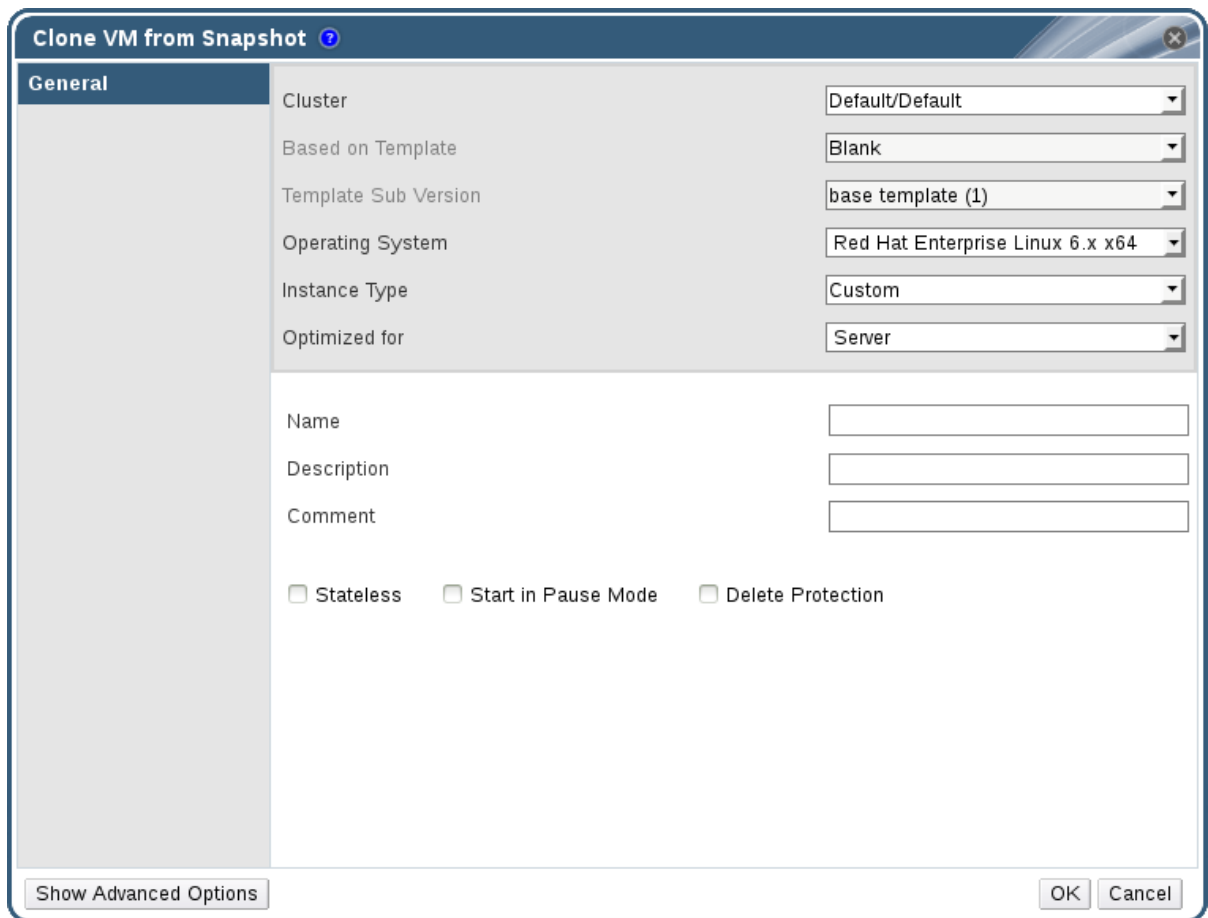 Clone VM from Snapshot ?
General
Cluster Default/Default
Based on Template Blank
Template Sub Version base template (1)
Operating System Red Hat Enterprise Linux 6.x x64
Instance Type Custom
Optimized for Server
Name
Description
Comment
Stateless Start in Pause Mode Delete Protection
Show Advanced Options OK Cancel